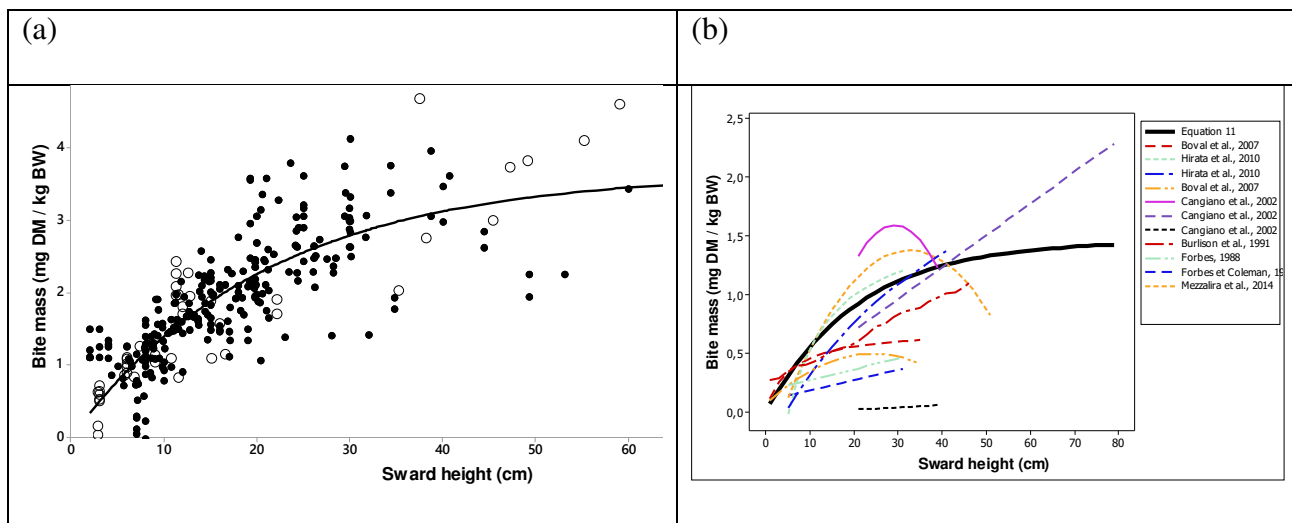 (a)
(b)
Bite mass (mg DM / kg BW)
4
3
2
1
0
0 10 20 30 40 50 60
Sward height (cm)
Bite mass (mg DM / kg BW)
2,5
2,0
1,5
1,0
0,5
0,0
0 10 20 30 40 50 60 70 80
Sward height (cm)
Equation 11
Boval et al., 2007
Hirata et al., 2010
Hirata et al., 2010
Boval et al., 2007
Cangiano et al., 2002
Cangiano et al., 2002
Cangiano et al., 2002
Burlison et al., 1991
Forbes, 1988
Forbes et Coleman, 19
Mezzalira et al., 2014